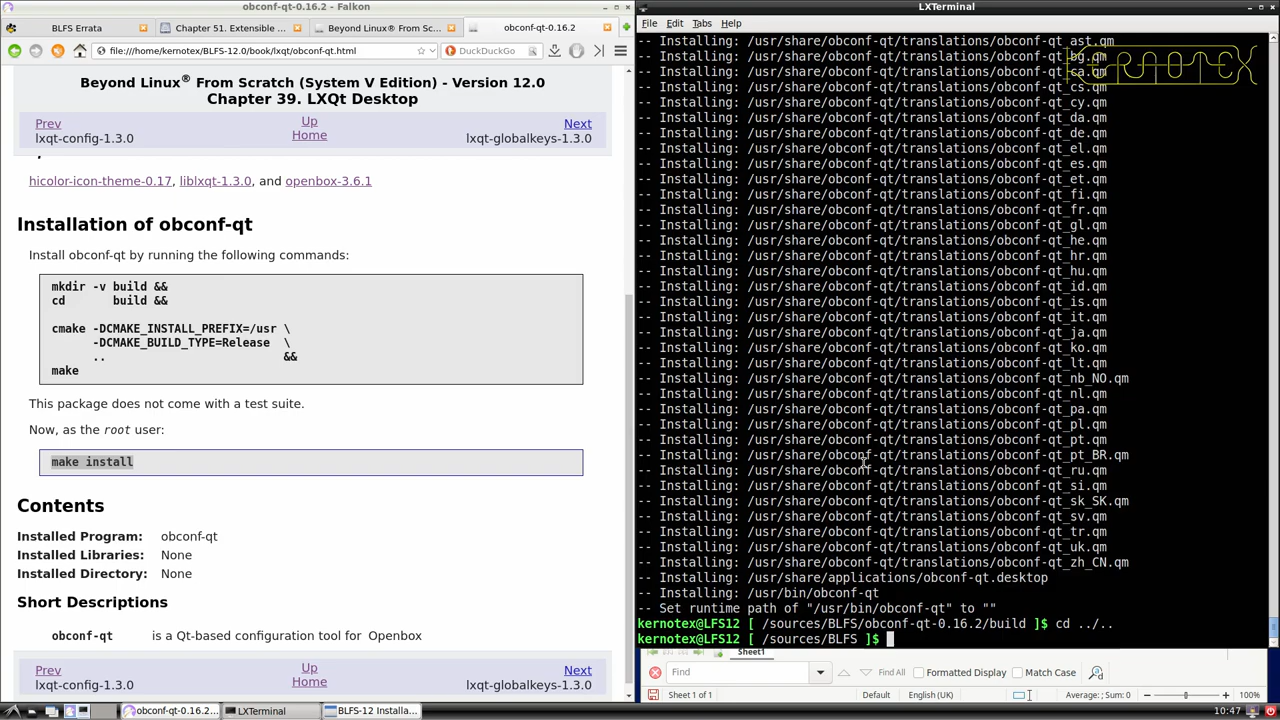 obconf-qt-0.16.2 - Falkon
BLFS Errata
Chapter 51. Extensible
Beyond Linux® From Sc
obconf-qt-0.16.2
file:///home/kernotex/BLFS-12.0/book/lxqt/obconf-qt.html
DuckDuckGo
Beyond Linux® From Scratch (System V Edition) - Version 12.0
Chapter 39. LXQt Desktop
Prev
Up
Next
lxqt-config-1.3.0
Home
lxqt-globalkeys-1.3.0
hicolor-icon-theme-0.17, liblxqt-1.3.0, and openbox-3.6.1
Installation of obconf-qt
Install obconf-qt by running the following commands:
mkdir -v build &&
cd build &&
cmake -DCMAKE_INSTALL_PREFIX=/usr \
-DCMAKE_BUILD_TYPE=Release \
.. &&
make
This package does not come with a test suite.
Now, as the root user:
make install
Contents
Installed Program: obconf-qt
Installed Libraries: None
Installed Directory: None
Short Descriptions
obconf-qt is a Qt-based configuration tool for Openbox
Prev
Up
Next
lxqt-config-1.3.0
Home
lxqt-globalkeys-1.3.0
LXTerminal
File Edit Tabs Help
-- Installing: /usr/share/obconf-qt/translations/obconf-qt_ast.qm
-- Installing: /usr/share/obconf-qt/translations/obconf-qt_bg.qm
-- Installing: /usr/share/obconf-qt/translations/obconf-qt_ca.qm
-- Installing: /usr/share/obconf-qt/translations/obconf-qt_cs.qm
-- Installing: /usr/share/obconf-qt/translations/obconf-qt_cy.qm
-- Installing: /usr/share/obconf-qt/translations/obconf-qt_da.qm
-- Installing: /usr/share/obconf-qt/translations/obconf-qt_de.qm
-- Installing: /usr/share/obconf-qt/translations/obconf-qt_el.qm
-- Installing: /usr/share/obconf-qt/translations/obconf-qt_es.qm
-- Installing: /usr/share/obconf-qt/translations/obconf-qt_et.qm
-- Installing: /usr/share/obconf-qt/translations/obconf-qt_fi.qm
-- Installing: /usr/share/obconf-qt/translations/obconf-qt_fr.qm
-- Installing: /usr/share/obconf-qt/translations/obconf-qt_gl.qm
-- Installing: /usr/share/obconf-qt/translations/obconf-qt_he.qm
-- Installing: /usr/share/obconf-qt/translations/obconf-qt_hr.qm
-- Installing: /usr/share/obconf-qt/translations/obconf-qt_hu.qm
-- Installing: /usr/share/obconf-qt/translations/obconf-qt_id.qm
-- Installing: /usr/share/obconf-qt/translations/obconf-qt_is.qm
-- Installing: /usr/share/obconf-qt/translations/obconf-qt_it.qm
-- Installing: /usr/share/obconf-qt/translations/obconf-qt_ja.qm
-- Installing: /usr/share/obconf-qt/translations/obconf-qt_ko.qm
-- Installing: /usr/share/obconf-qt/translations/obconf-qt_lt.qm
-- Installing: /usr/share/obconf-qt/translations/obconf-qt_nb_NO.qm
-- Installing: /usr/share/obconf-qt/translations/obconf-qt_nl.qm
-- Installing: /usr/share/obconf-qt/translations/obconf-qt_pa.qm
-- Installing: /usr/share/obconf-qt/translations/obconf-qt_pl.qm
-- Installing: /usr/share/obconf-qt/translations/obconf-qt_pt.qm
-- Installing: /usr/share/obconf-qt/translations/obconf-qt_pt_BR.qm
-- Installing: /usr/share/obconf-qt/translations/obconf-qt_ru.qm
-- Installing: /usr/share/obconf-qt/translations/obconf-qt_si.qm
-- Installing: /usr/share/obconf-qt/translations/obconf-qt_sk_SK.qm
-- Installing: /usr/share/obconf-qt/translations/obconf-qt_sv.qm
-- Installing: /usr/share/obconf-qt/translations/obconf-qt_tr.qm
-- Installing: /usr/share/obconf-qt/translations/obconf-qt_uk.qm
-- Installing: /usr/share/obconf-qt/translations/obconf-qt_zh_CN.qm
-- Installing: /usr/share/applications/obconf-qt.desktop
-- Installing: /usr/bin/obconf-qt
-- Set runtime path of "/usr/bin/obconf-qt" to ""
kernotex@LFS12 [ /sources/BLFS/obconf-qt-0.16.2/build ]$ cd ../..
kernotex@LFS12 [ /sources/BLFS ]$
KERNOTEX
Sheet1
Find Find All Formatted Display Match Case
Sheet 1 of 1 Default English (UK) Average: ; Sum: 0 100%
obconf-qt-0.16.2... LXTerminal BLFS-12 Installa... 10:47